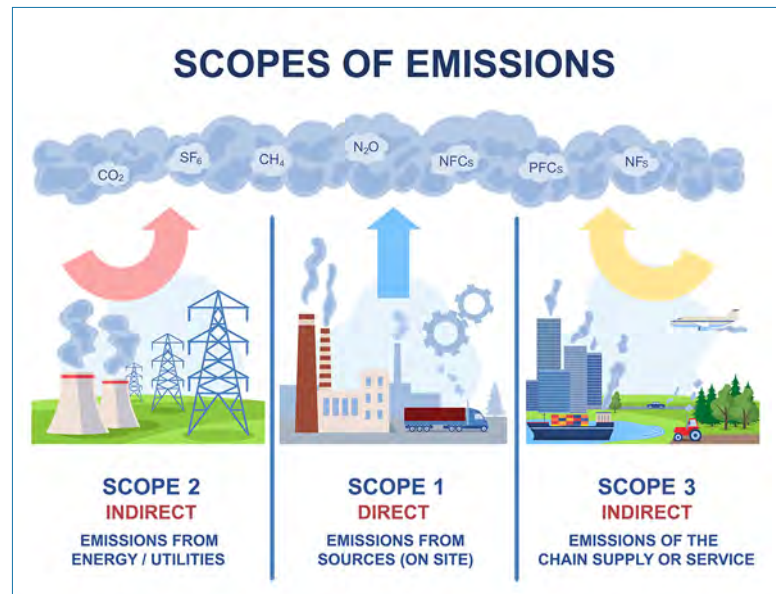 SCOPES OF EMISSIONS
CO₂
SF₆
CH₄
N₂O
NFCs
PFCs
NF₅
SCOPE 2
INDIRECT
EMISSIONS FROM
ENERGY / UTILITIES
SCOPE 1
DIRECT
EMISSIONS FROM
SOURCES (ON SITE)
SCOPE 3
INDIRECT
EMISSIONS OF THE
CHAIN SUPPLY OR SERVICE